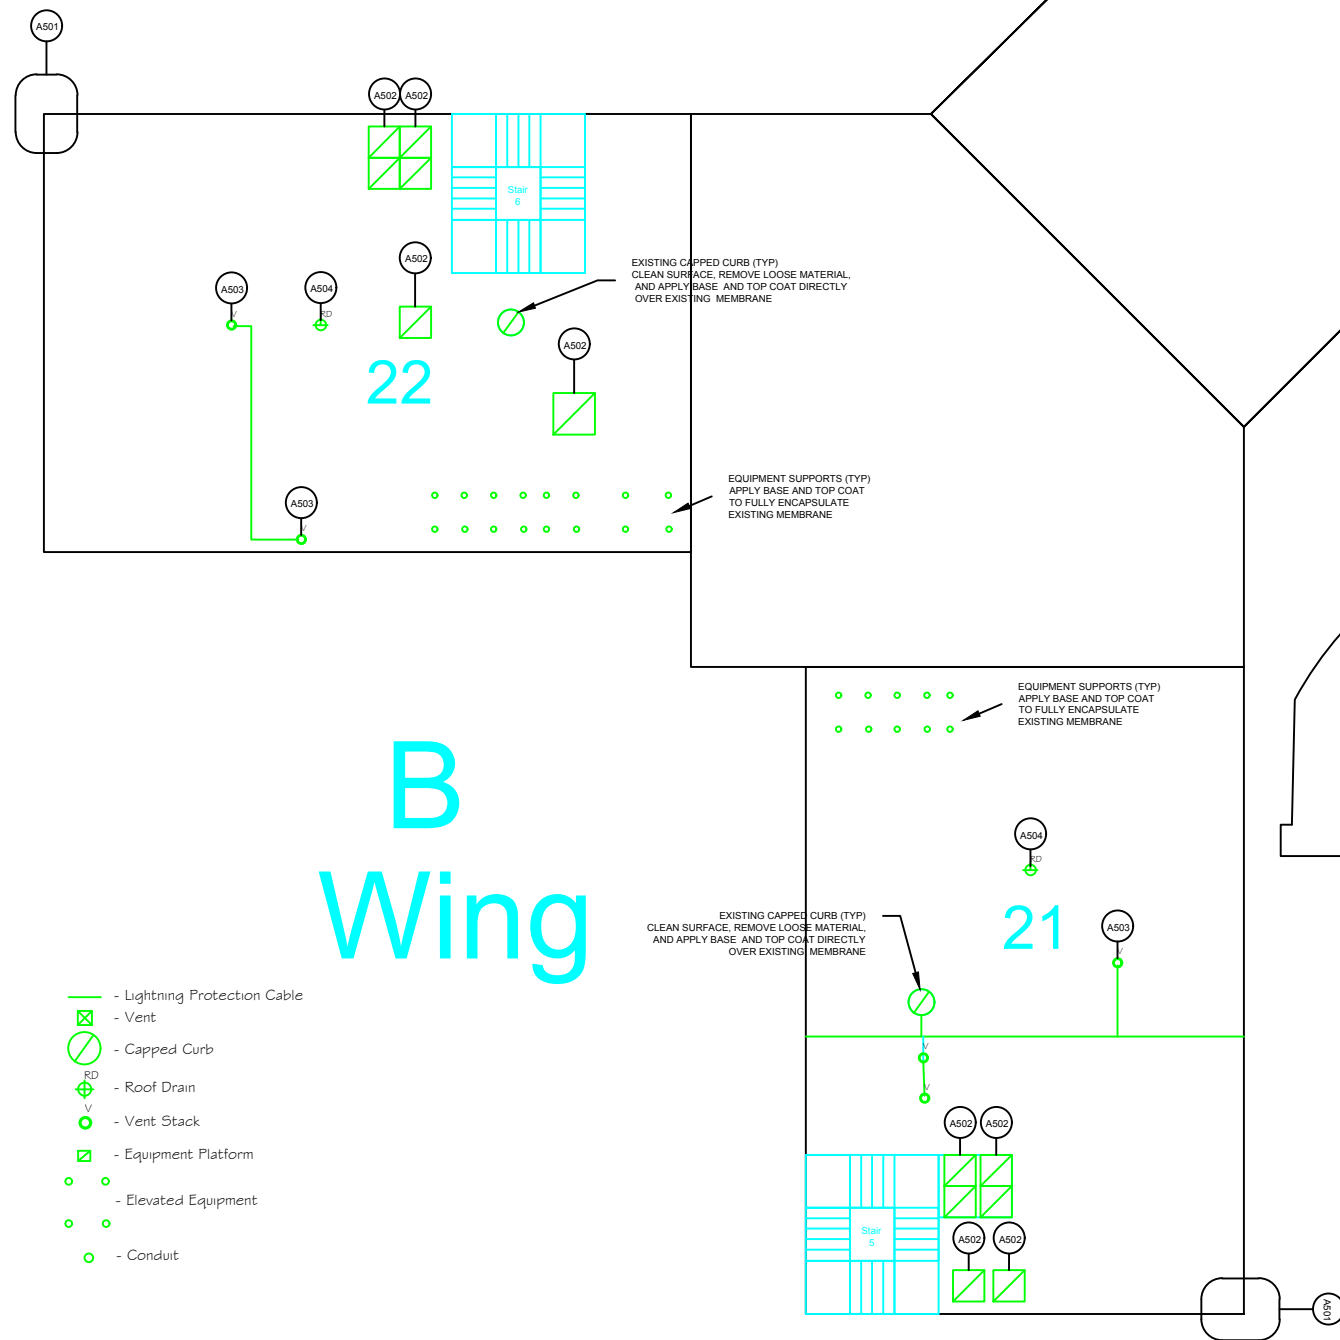 A501
A502 A502
Stair
6
A502
EXISTING CAPPED CURB (TYP)
CLEAN SURFACE, REMOVE LOOSE MATERIAL,
AND APPLY BASE AND TOP COAT DIRECTLY
OVER EXISTING MEMBRANE
A503
A504
V
RD
A502
22
A503
V
EQUIPMENT SUPPORTS (TYP)
APPLY BASE AND TOP COAT
TO FULLY ENCAPSULATE
EXISTING MEMBRANE
EQUIPMENT SUPPORTS (TYP)
APPLY BASE AND TOP COAT
TO FULLY ENCAPSULATE
EXISTING MEMBRANE
B
Wing
A504
RD
21
EXISTING CAPPED CURB (TYP)
CLEAN SURFACE, REMOVE LOOSE MATERIAL,
AND APPLY BASE AND TOP COAT DIRECTLY
OVER EXISTING MEMBRANE
A503
V
V
V
A502 A502
Stair
5
A502 A502
A501
- Lightning Protection Cable
- Vent
- Capped Curb
RD
- Roof Drain
V
- Vent Stack
- Equipment Platform
- Elevated Equipment
- Conduit